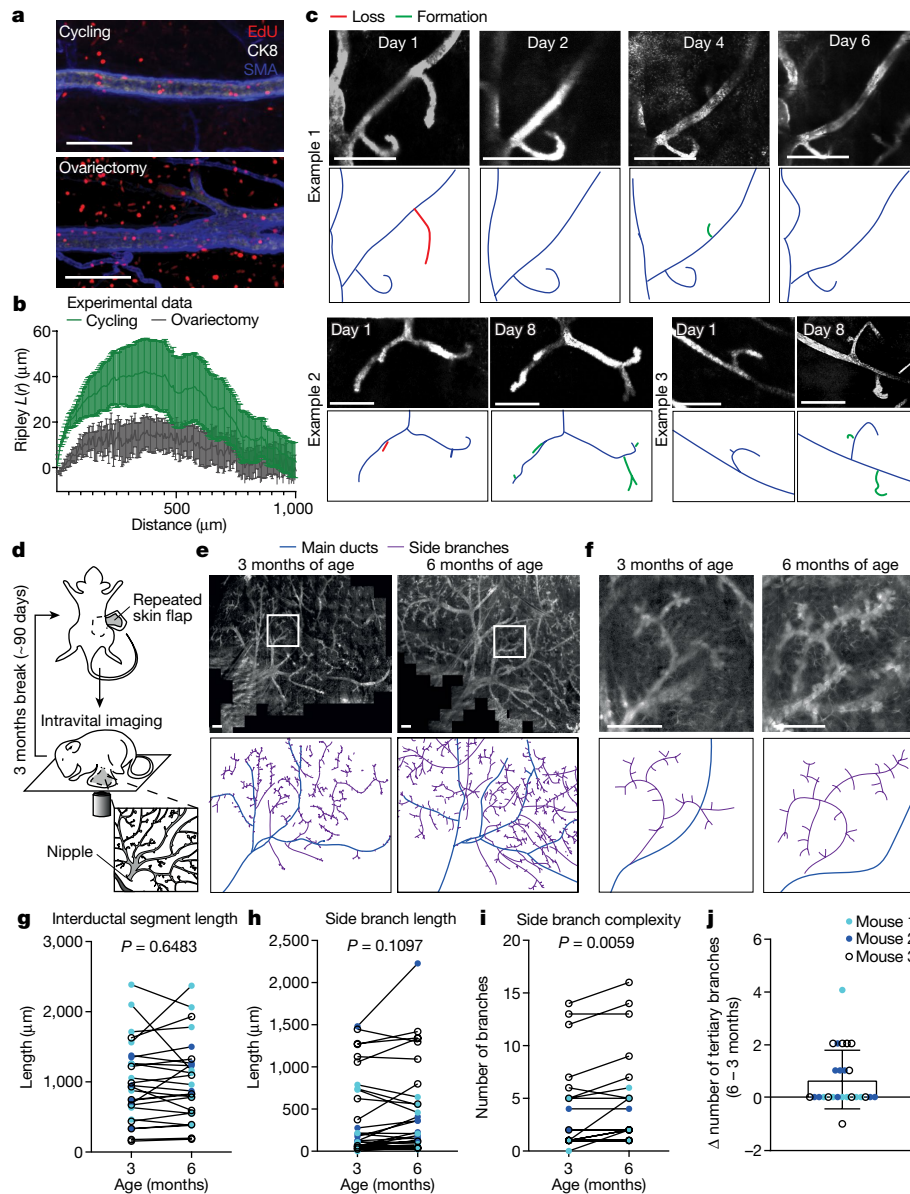 a
Cycling
EdU
CK8
SMA
Ovariectomy
b
Experimental data
Cycling Ovariectomy
Ripley L(r) (μm)
60
40
20
0
500
1,000
Distance (μm)
c
Loss Formation
Example 1
Day 1
Day 2
Day 4
Day 6
Example 2
Day 1
Day 8
Example 3
Day 1
Day 8
d
3 months break (~90 days)
Repeated
skin flap
Intravital imaging
Nipple
Main ducts Side branches
e
3 months of age
6 months of age
f
3 months of age
6 months of age
g
Interductal segment length
P = 0.6483
Length (μm)
3,000
2,000
1,000
0
3 6
Age (months)
h
Side branch length
P = 0.1097
Length (μm)
2,500
2,000
1,500
1,000
500
0
3 6
Age (months)
i
Side branch complexity
P = 0.0059
Number of branches
20
16
12
8
4
0
3 6
Age (months)
j
Mouse 1
Mouse 2
Mouse 3
Δ number of tertiary branches
(6 – 3 months)
6
4
2
0
–2